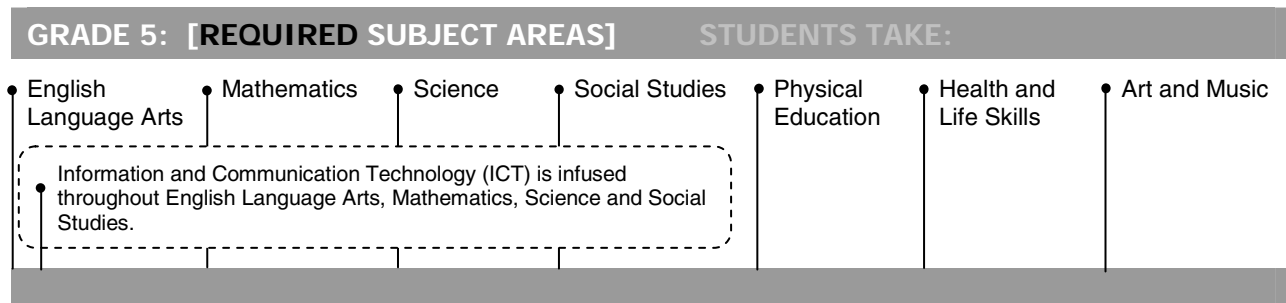 GRADE 5: [REQUIRED SUBJECT AREAS] STUDENTS TAKE:
English
Language Arts
Mathematics
Science
Social Studies
Physical
Education
Health and
Life Skills
Art and Music
Information and Communication Technology (ICT) is infused
throughout English Language Arts, Mathematics, Science and Social
Studies.